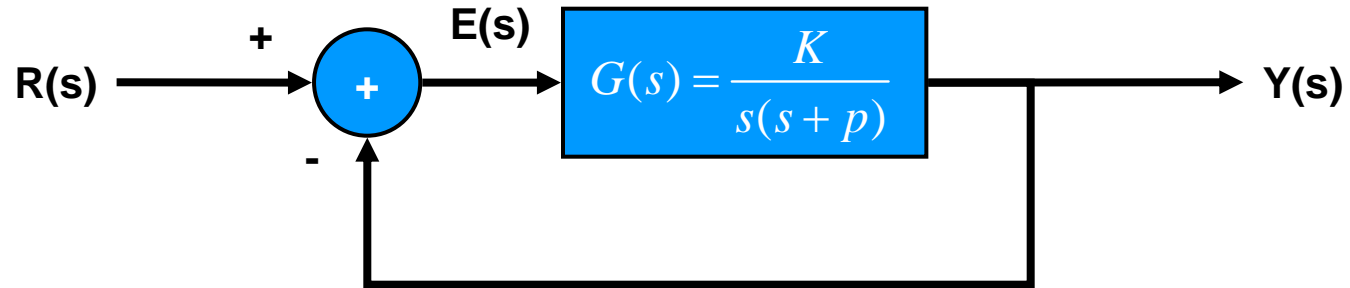 +
E(s)
R(s)
+
G(s) = K / s(s + p)
Y(s)
-